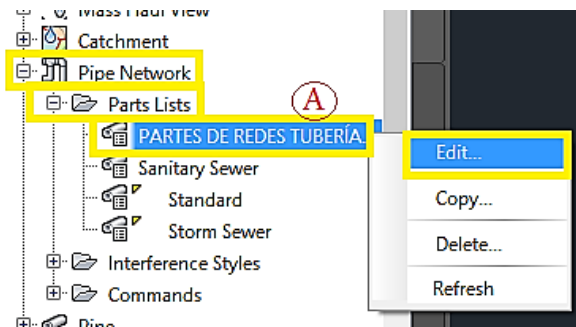 Mass Haul View
Catchment
Pipe Network
Parts Lists
A
PARTES DE REDES TUBERÍA.
Edit...
Sanitary Sewer
Copy...
Standard
Storm Sewer
Delete...
Interference Styles
Refresh
Commands
Pipe